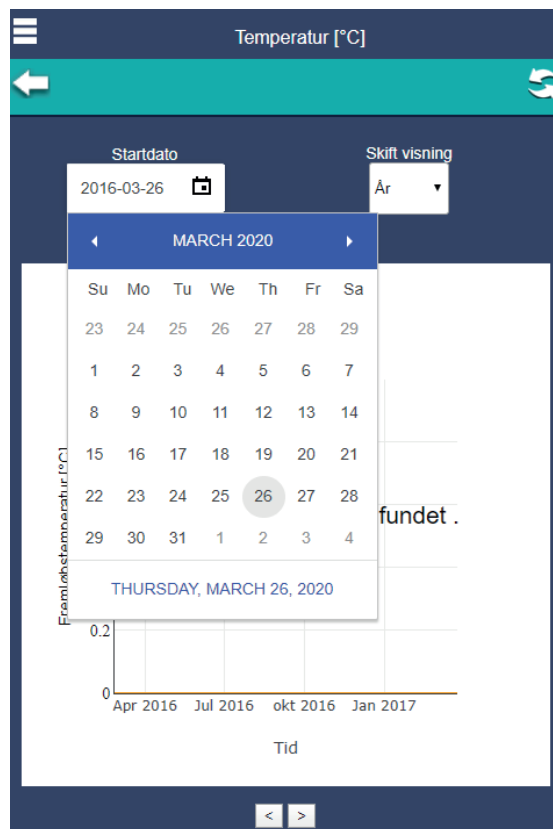 Temperatur [°C]
Startdato
Skift visning
2016-03-26
År
MARCH 2020
Su Mo Tu We Th Fr Sa
23 24 25 26 27 28 29
1 2 3 4 5 6 7
8 9 10 11 12 13 14
15 16 17 18 19 20 21
22 23 24 25 26 27 28
29 30 31 1 2 3 4
THURSDAY, MARCH 26, 2020
fundet .
Fremløbstemperatur [°C]
0.2
0
Apr 2016 Jul 2016 okt 2016 Jan 2017
Tid
< >